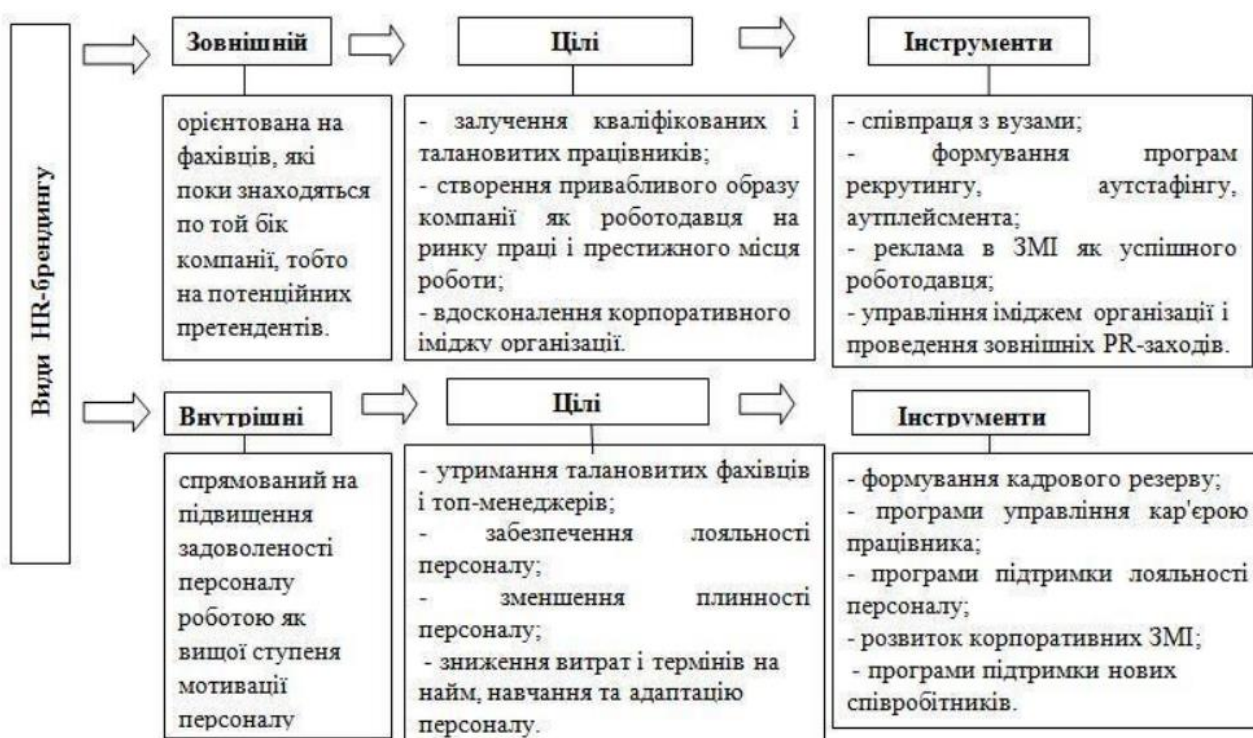 Види HR-брендингу
Зовнішній
Цілі
Інструменти
орієнтована на
фахівців, які
поки знаходяться
по той бік
компанії, тобто
на потенційних
претендентів.
- залучення кваліфікованих і
талановитих працівників;
- створення привабливого образу
компанії як роботодавця на
ринку праці і престижного місця
роботи;
- вдосконалення корпоративного
іміджу організації.
- співпраця з вузами;
- формування програм
рекрутингу, аутстафінгу,
аутплейсмента;
- реклама в ЗМІ як успішного
роботодавця;
- управління іміджем організації і
проведення зовнішніх PR-заходів.
Внутрішні
Цілі
Інструменти
спрямований на
підвищення
задоволеності
персоналу
роботою як
вищої ступеня
мотивації
персоналу
- утримання талановитих фахівців
і топ-менеджерів;
- забезпечення лояльності
персоналу;
- зменшення плинності
персоналу;
- зниження витрат і термінів на
найм, навчання та адаптацію
персоналу.
- формування кадрового резерву;
- програми управління кар'єрою
працівника;
- програми підтримки лояльності
персоналу;
- розвиток корпоративних ЗМІ;
- програми підтримки нових
співробітників.